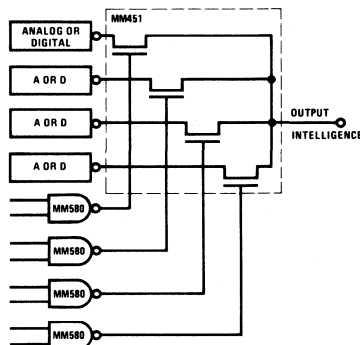 MM451
ANALOG OR
DIGITAL
A OR D
A OR D
OUTPUT
INTELLIGENCE
A OR D
MM580
MM580
MM580
MM580